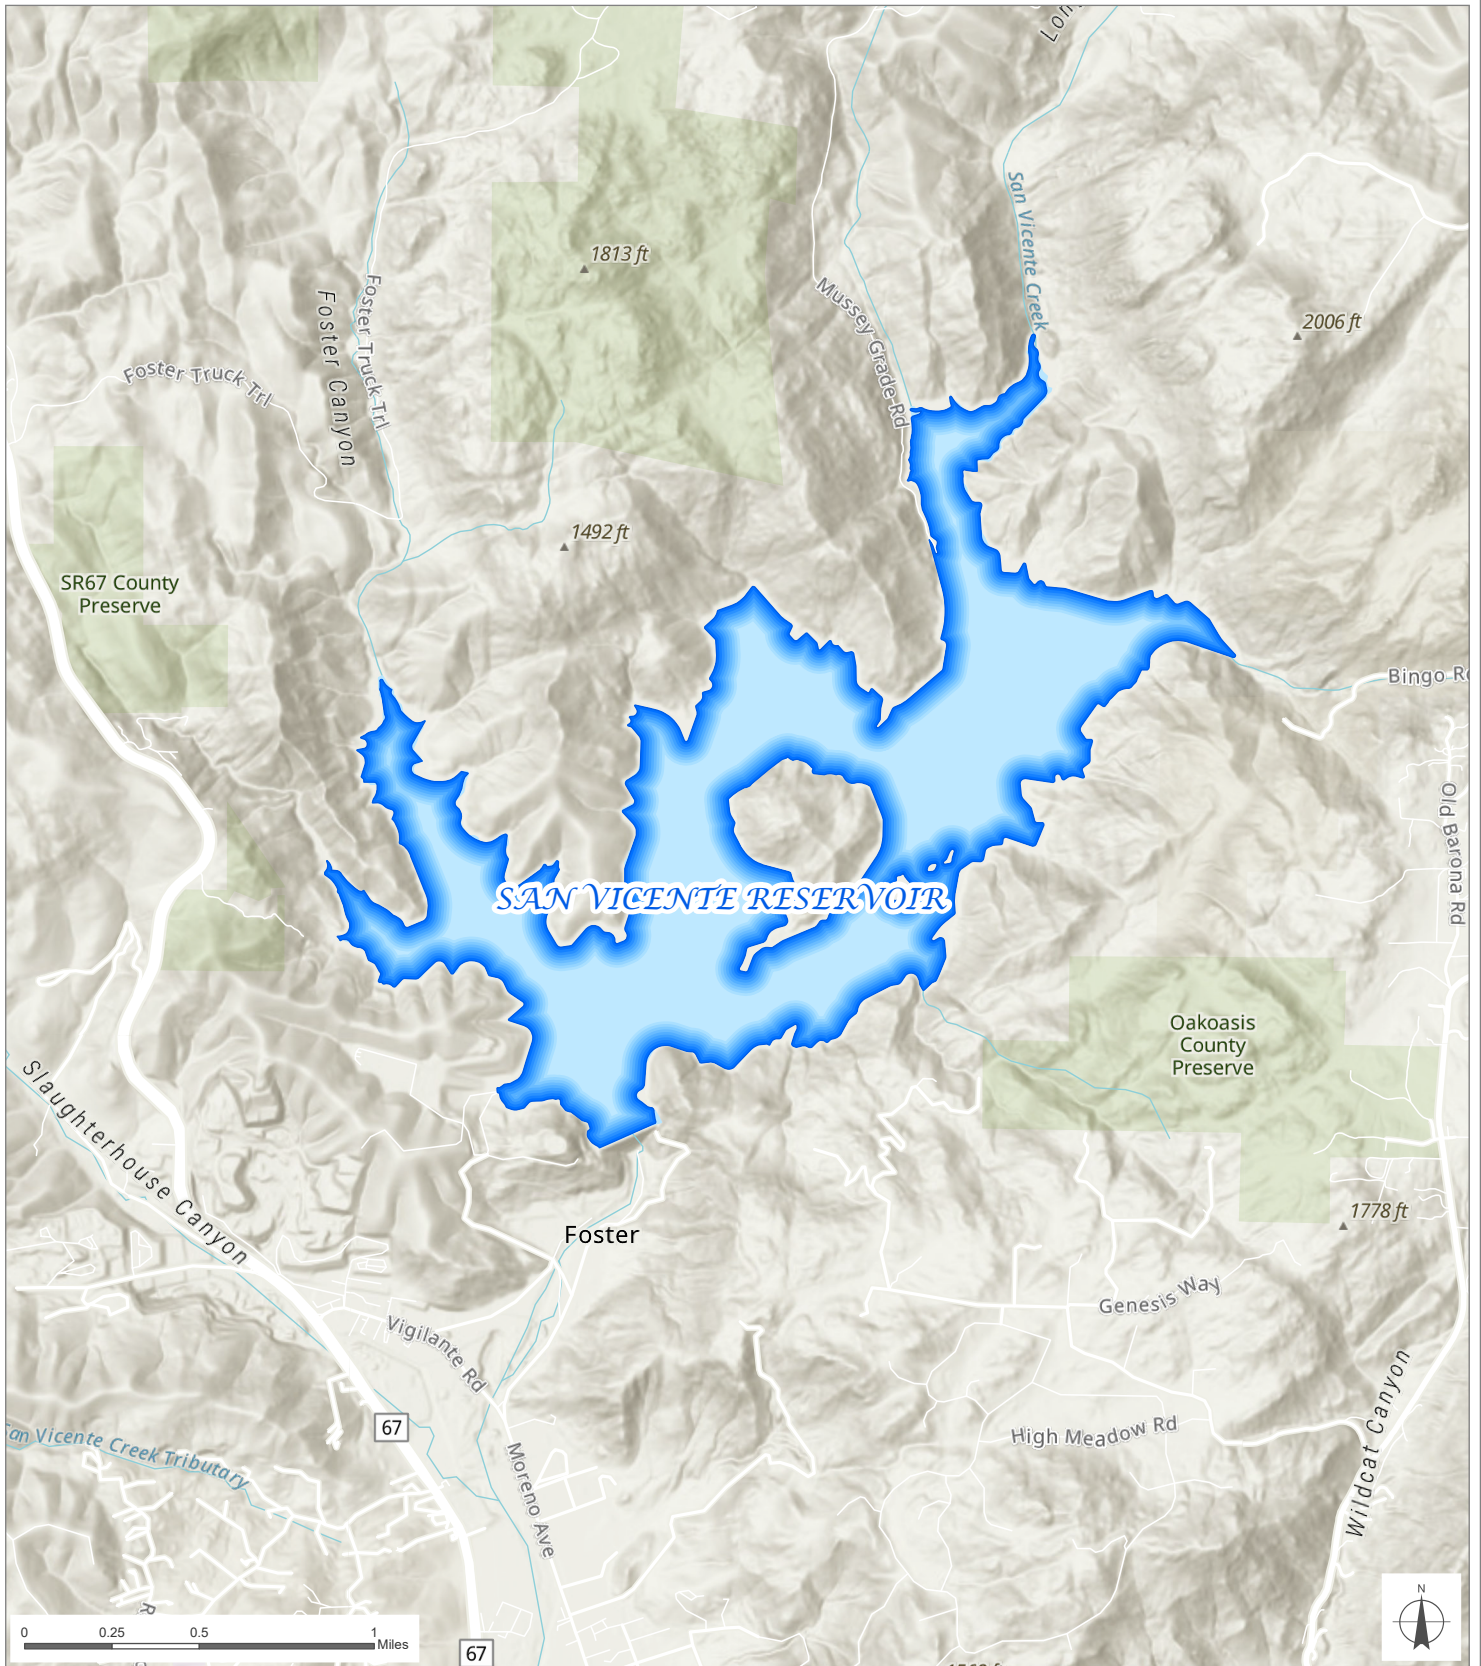 San Vicente Creek
1813 ft
2006 ft
Mussey Grade Rd
Foster Truck Trl
Foster Canyon
Foster Truck Trl
1492 ft
SR67 County
Preserve
Bingo
Old Barona Rd
SAN VICENTE RESERVOIR
Oakoasis
County
Preserve
Slaughterhouse Canyon
1778 ft
Foster
Genesis Way
Vigilante Rd
Wildcat Canyon
67
High Meadow Rd
San Vicente Creek Tributary
Moreno Ave
N
0 0.25 0.5 1
Miles
67